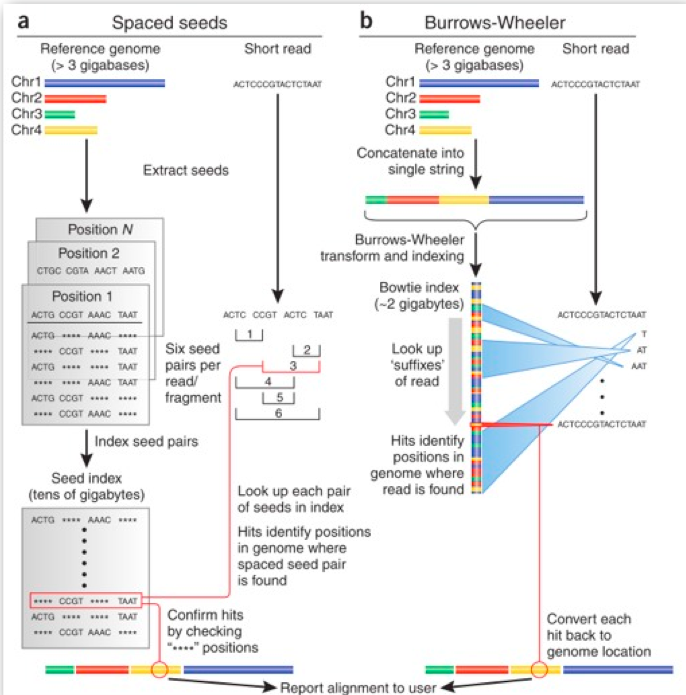 a Spaced seeds
Reference genome
(> 3 gigabases)
Short read
Chr1
Chr2
Chr3
Chr4
ACTCCCGTACTCTAAT
Extract seeds
Position N
Position 2
CTGC CGTA AACT AATG
Position 1
ACTG CCGT AAAC TAAT
ACTG **** AAAC ****
**** CCGT **** TAAT
ACTG **** **** TAAT
**** **** AAAC TAAT
ACTG CCGT **** ****
**** CCGT AAAC ****
ACTC CCGT ACTC TAAT
1
2
3
4
5
6
Six seed
pairs per
read/
fragment
Index seed pairs
Seed index
(tens of gigabytes)
ACTG **** AAAC ****
**** CCGT **** TAAT
ACTG **** **** TAAT
**** CCGT AAAC ****
Look up each pair
of seeds in index
Hits identify positions
in genome where
spaced seed pair
is found
Confirm hits
by checking
"****" positions
b Burrows-Wheeler
Reference genome
(> 3 gigabases)
Short read
Chr1
Chr2
Chr3
Chr4
ACTCCCGTACTCTAAT
Concatenate into
single string
Burrows-Wheeler
transform and indexing
Bowtie index
(~2 gigabytes)
ACTCCCGTACTCTAAT
T
AT
AAT
Look up
'suffixes'
of read
ACTCCCGTACTCTAAT
Hits identify
positions in
genome where
read is found
Convert each
hit back to
genome location
Report alignment to user